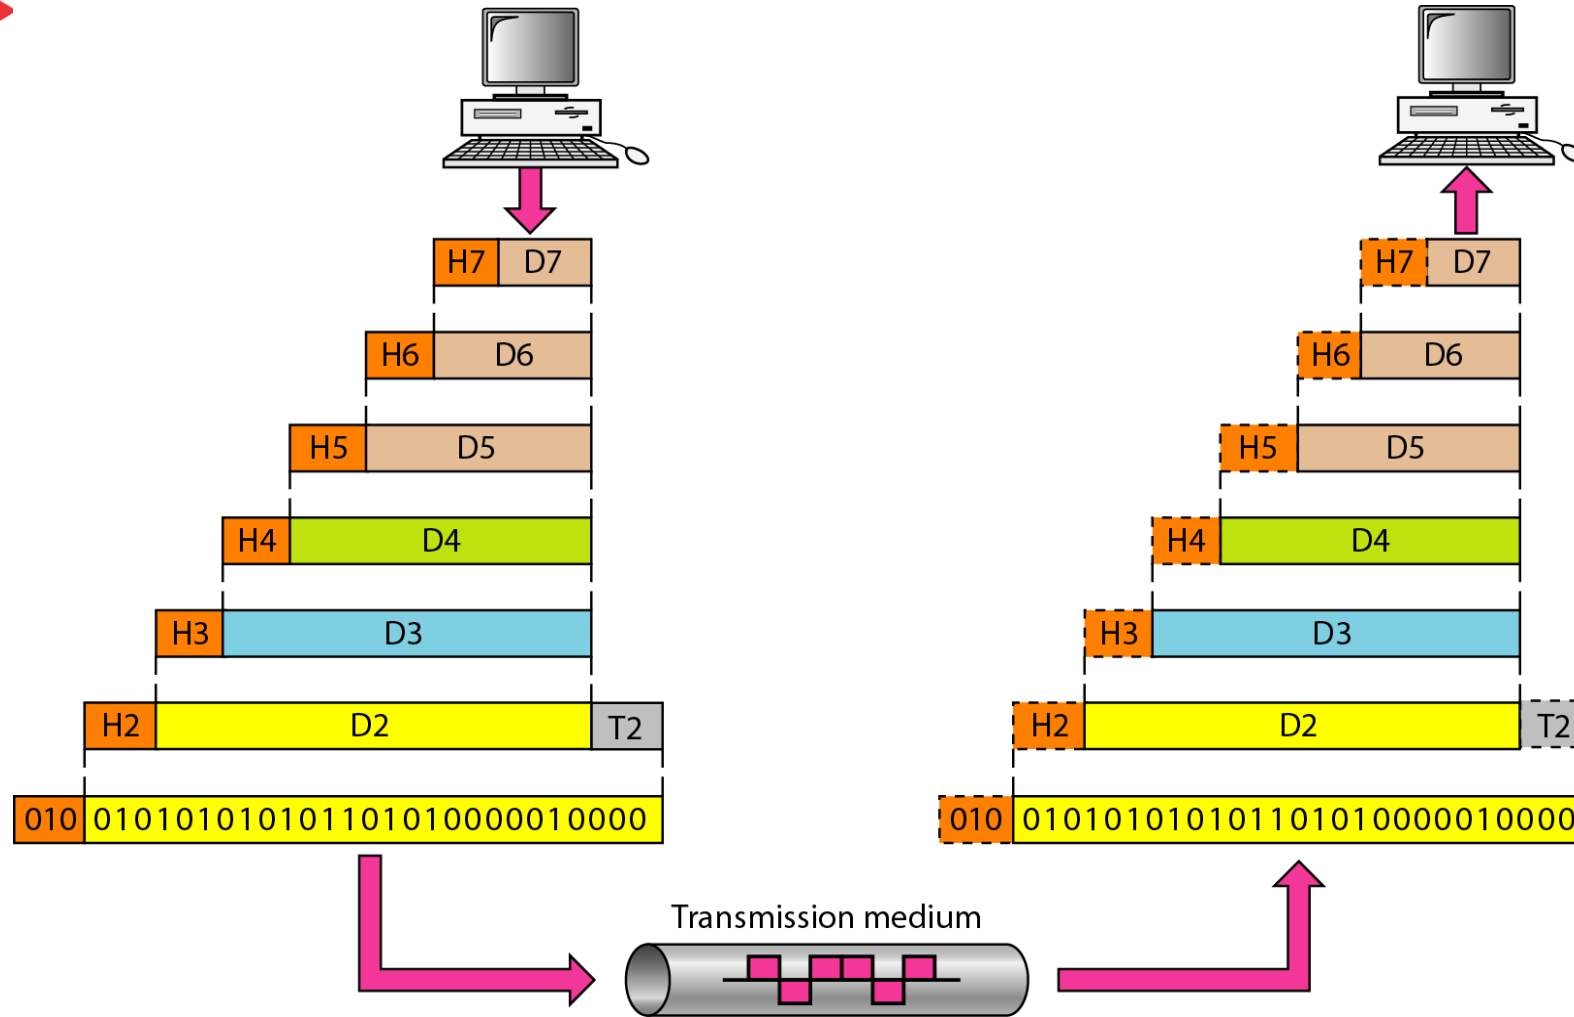 H7 D7 H7 D7
H6 D6 H6 D6
H5 D5 H5 D5
H4 D4 H4 D4
H3 D3 H3 D3
H2 D2 T2 H2 D2 T2
010 010101010101101010000010000 010 010101010101101010000010000
Transmission medium